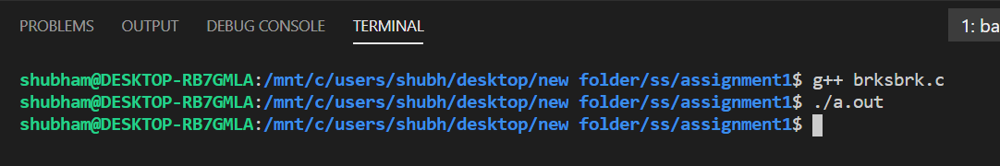 PROBLEMS OUTPUT DEBUG CONSOLE TERMINAL 1: ba
shubham@DESKTOP-RB7GMLA:/mnt/c/users/shubh/desktop/new folder/ss/assignment1$ g++ brksbrk.c
shubham@DESKTOP-RB7GMLA:/mnt/c/users/shubh/desktop/new folder/ss/assignment1$ ./a.out
shubham@DESKTOP-RB7GMLA:/mnt/c/users/shubh/desktop/new folder/ss/assignment1$